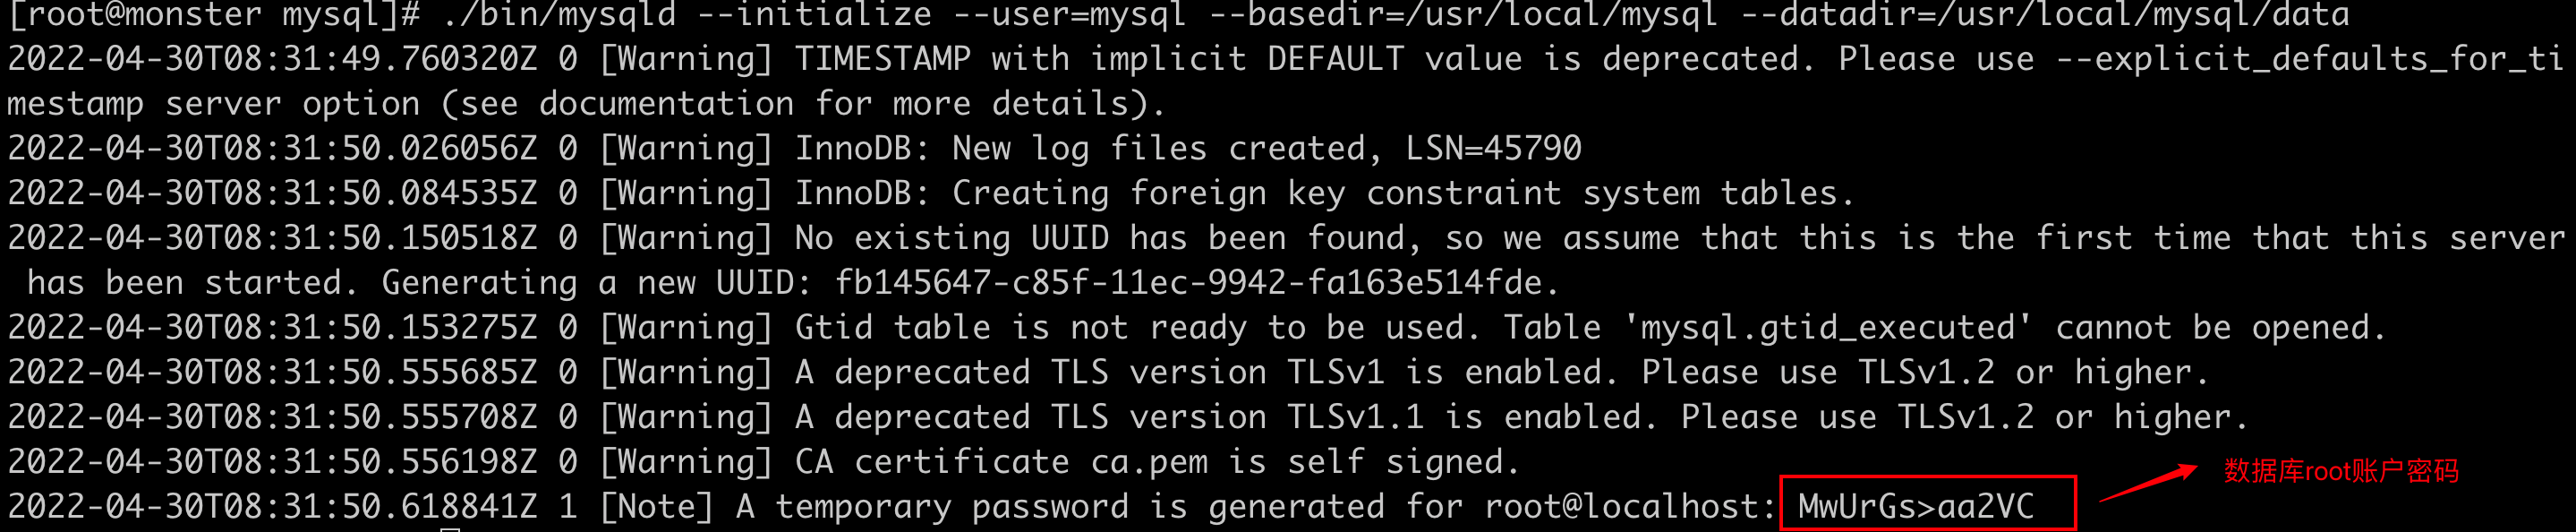 [root@monster mysql]# ./bin/mysqld --initialize --user=mysql --basedir=/usr/local/mysql --datadir=/usr/local/mysql/data
2022-04-30T08:31:49.760320Z 0 [Warning] TIMESTAMP with implicit DEFAULT value is deprecated. Please use --explicit_defaults_for_ti
mestamp server option (see documentation for more details).
2022-04-30T08:31:50.026056Z 0 [Warning] InnoDB: New log files created, LSN=45790
2022-04-30T08:31:50.084535Z 0 [Warning] InnoDB: Creating foreign key constraint system tables.
2022-04-30T08:31:50.150518Z 0 [Warning] No existing UUID has been found, so we assume that this is the first time that this server
has been started. Generating a new UUID: fb145647-c85f-11ec-9942-fa163e514fde.
2022-04-30T08:31:50.153275Z 0 [Warning] Gtid table is not ready to be used. Table 'mysql.gtid_executed' cannot be opened.
2022-04-30T08:31:50.555685Z 0 [Warning] A deprecated TLS version TLSv1 is enabled. Please use TLSv1.2 or higher.
2022-04-30T08:31:50.555708Z 0 [Warning] A deprecated TLS version TLSv1.1 is enabled. Please use TLSv1.2 or higher.
2022-04-30T08:31:50.556198Z 0 [Warning] CA certificate ca.pem is self signed.
2022-04-30T08:31:50.618841Z 1 [Note] A temporary password is generated for root@localhost: MwUrGs>aa2VC
数据库root账户密码